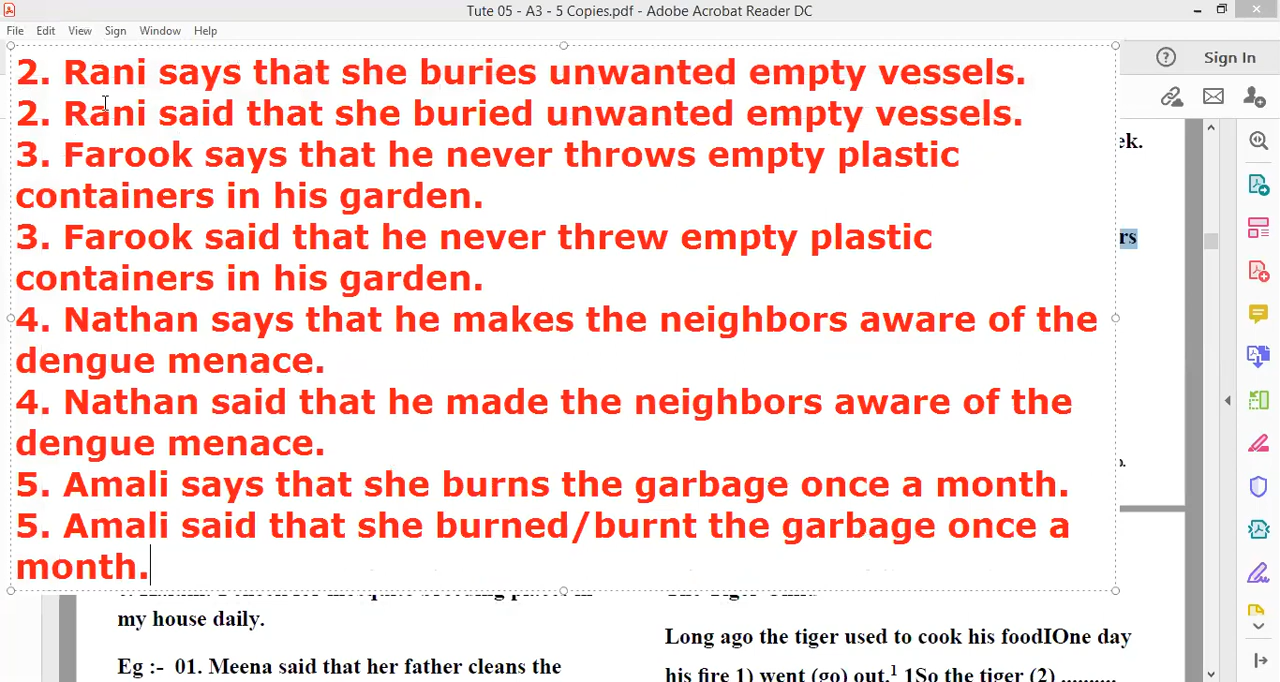 Tute 05 - A3 - 5 Copies.pdf - Adobe Acrobat Reader DC
File Edit View Sign Window Help
Sign In
2. Rani says that she buries unwanted empty vessels.
2. Rani said that she buried unwanted empty vessels.
3. Farook says that he never throws empty plastic
containers in his garden.
3. Farook said that he never threw empty plastic
containers in his garden.
4. Nathan says that he makes the neighbors aware of the
dengue menace.
4. Nathan said that he made the neighbors aware of the
dengue menace.
5. Amali says that she burns the garbage once a month.
5. Amali said that she burned/burnt the garbage once a
month.
ek.
rs
p.
my house daily.
Eg :- 01. Meena said that her father cleans the
Long ago the tiger used to cook his foodIOne day
his fire 1) went (go) out.¹ 1So the tiger (2) ..........